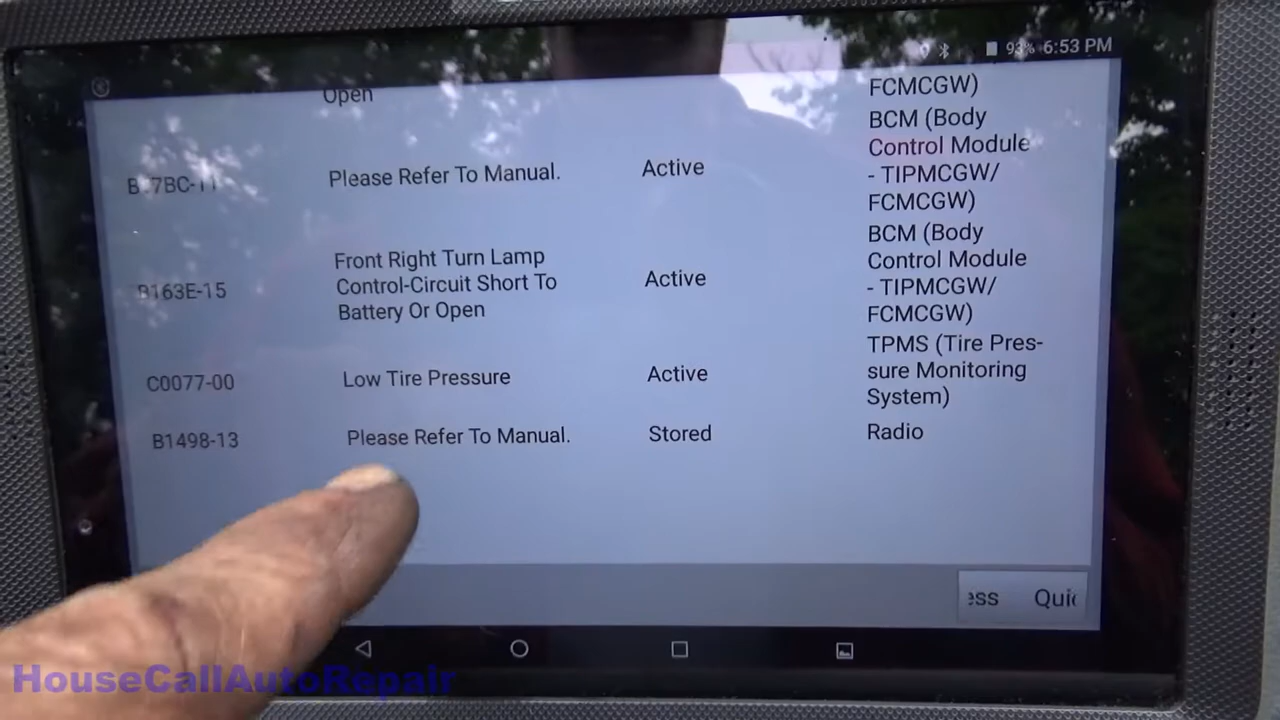 93% 6:53 PM
Open
FCMCGW)
Please Refer To Manual.
Active
BCM (Body
Control Module
- TIPMCGW/
FCMCGW)
B163E-15
Front Right Turn Lamp
Control-Circuit Short To
Battery Or Open
Active
BCM (Body
Control Module
- TIPMCGW/
FCMCGW)
C0077-00
Low Tire Pressure
Active
TPMS (Tire Pres-
sure Monitoring
System)
B1498-13
Please Refer To Manual.
Stored
Radio
HouseCallAutoRepair